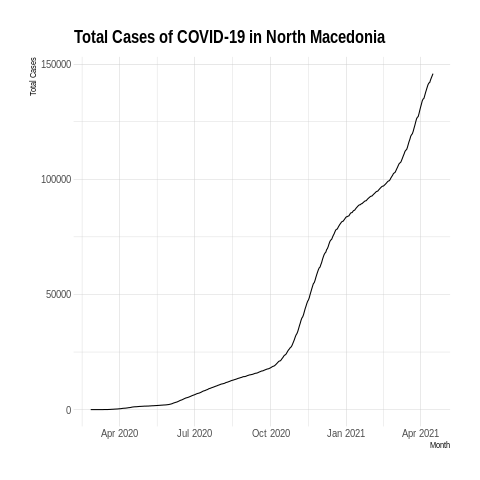 Total Cases of COVID-19 in North Macedonia
Total Cases
150000
100000
50000
0
Apr 2020 Jul 2020 Oct 2020 Jan 2021 Apr 2021
Month